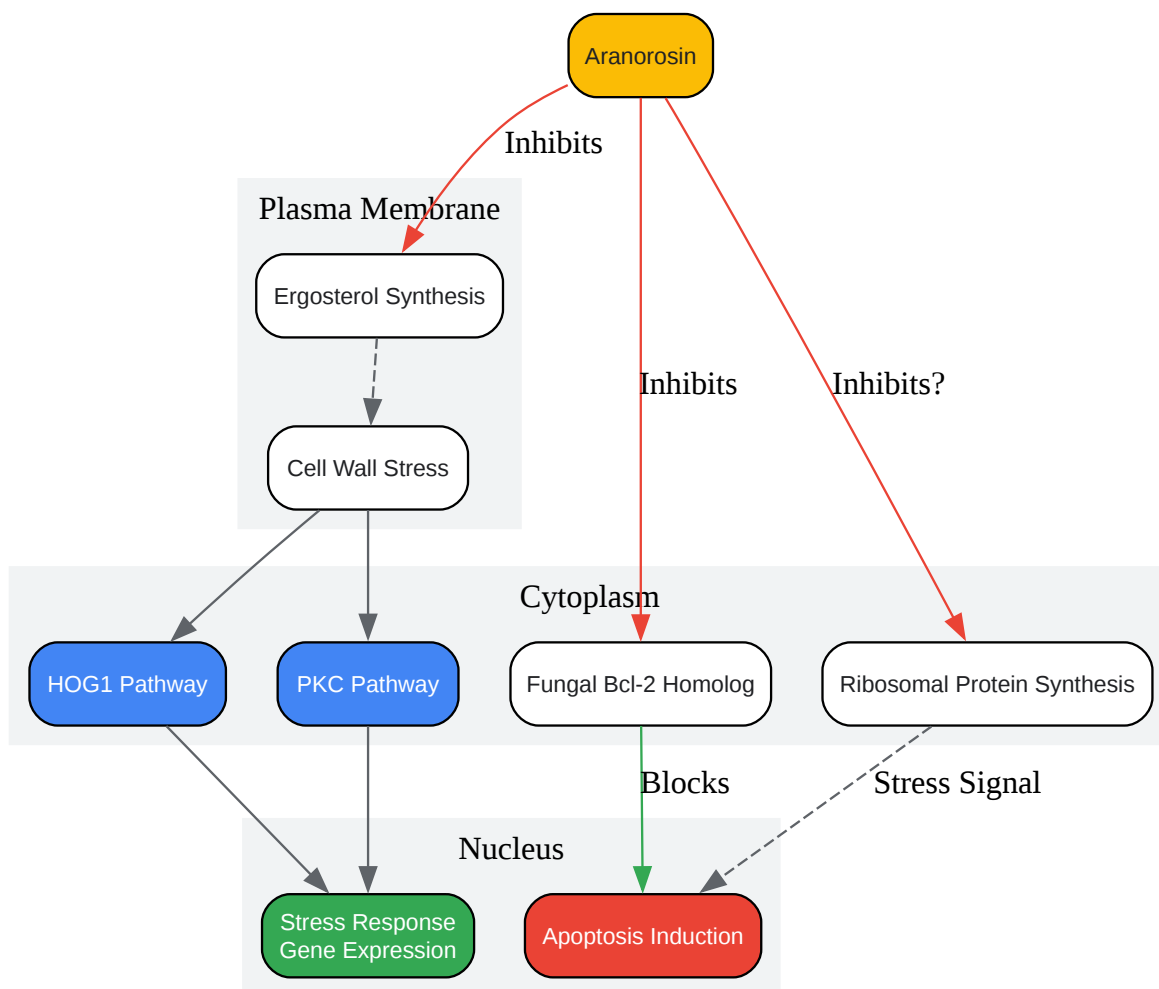 Aranorosin
Inhibits
Plasma Membrane
Ergosterol Synthesis
Inhibits
Inhibits?
Cell Wall Stress
Cytoplasm
HOG1 Pathway
PKC Pathway
Fungal Bcl-2 Homolog
Ribosomal Protein Synthesis
Blocks
Stress Signal
Nucleus
Stress Response
Gene Expression
Apoptosis Induction